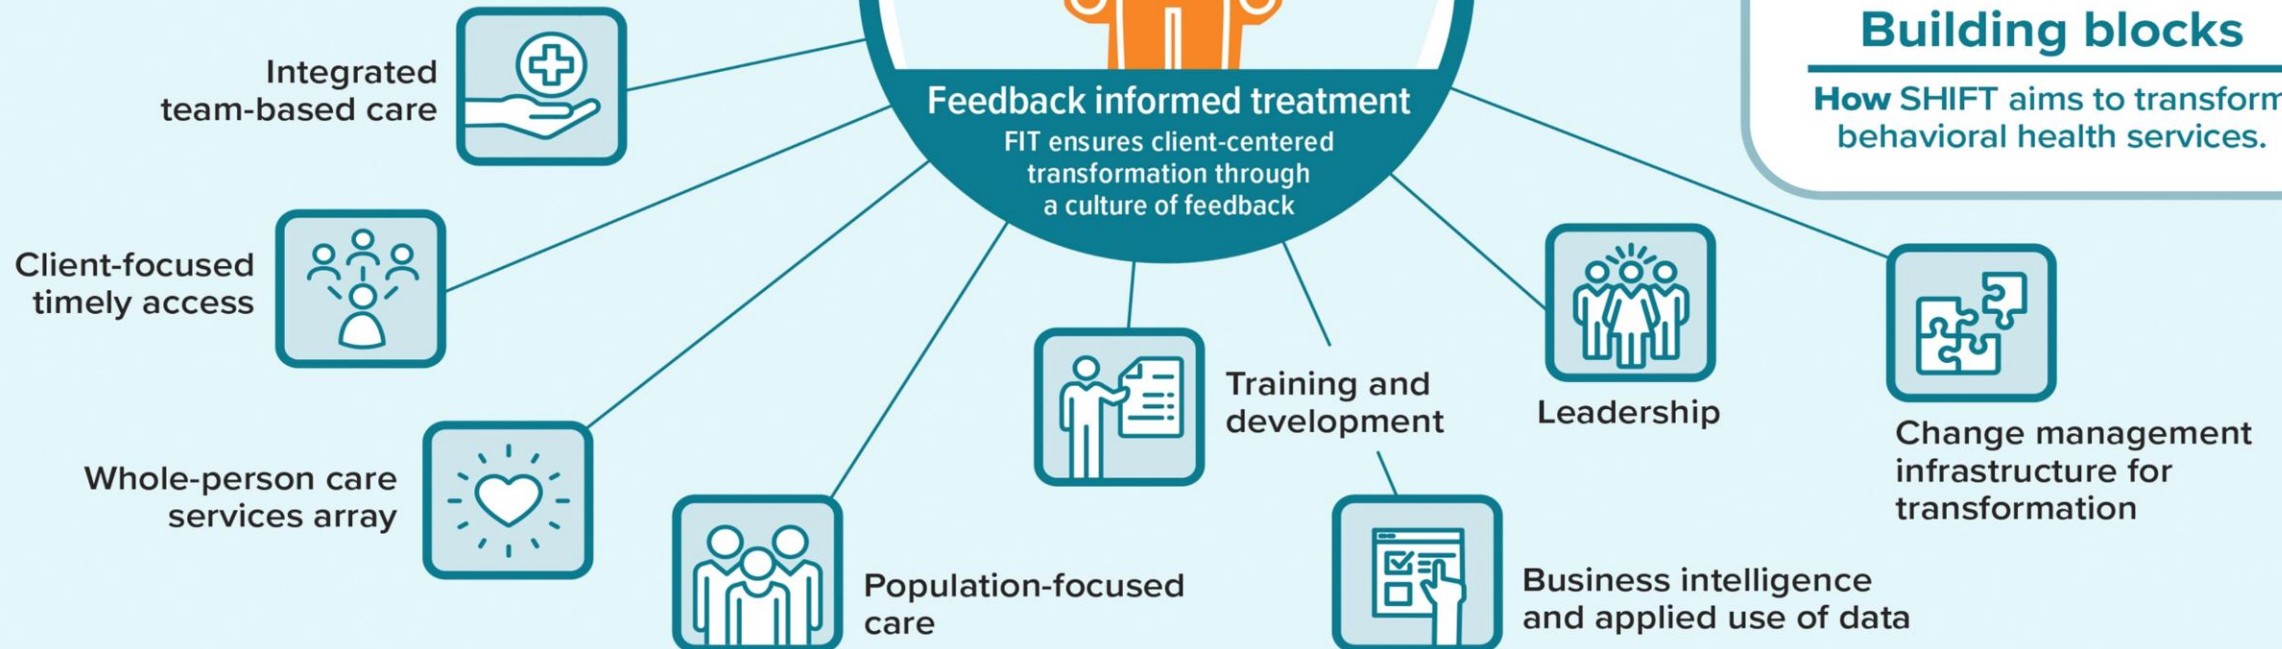 Building blocks
How SHIFT aims to transform
behavioral health services.
Feedback informed treatment
FIT ensures client-centered
transformation through
a culture of feedback
Integrated
team-based care
Client-focused
timely access
Whole-person care
services array
Population-focused
care
Training and
development
Business intelligence
and applied use of data
Leadership
Change management
infrastructure for
transformation